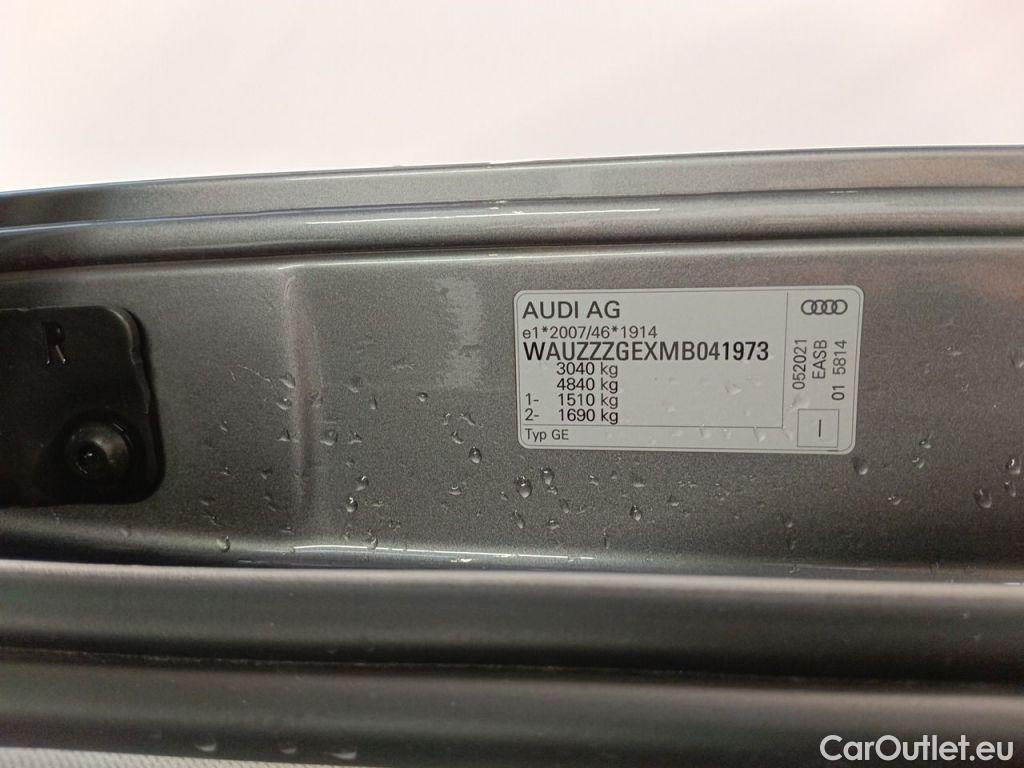 R
AUDI AG
e1*2007/46*1914
WAUZZZGEXMB041973
3040 kg
4840 kg
1- 1510 kg
2- 1690 kg
Typ GE
052021
EASB
01 5814
I
CarOutlet.eu